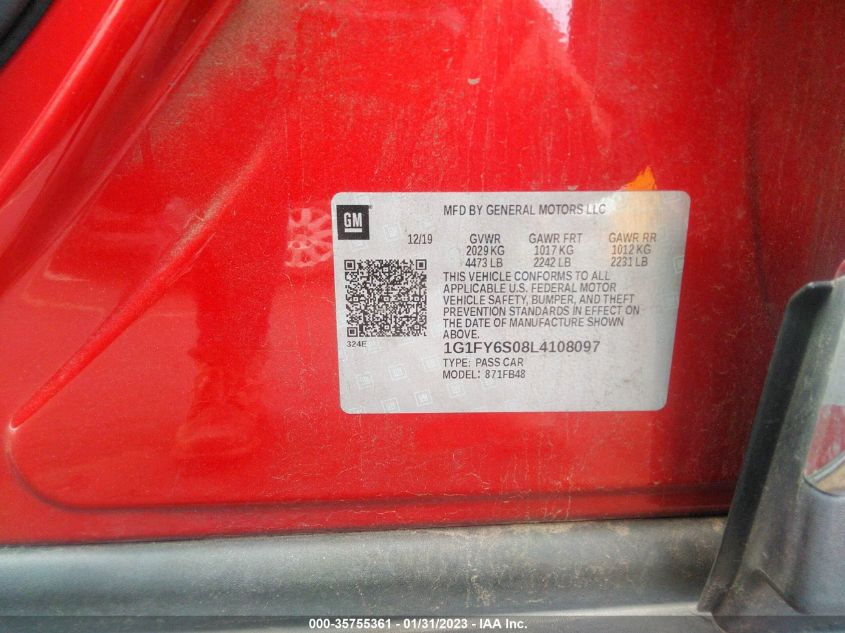 GM
MFD BY GENERAL MOTORS LLC
12/19 GVWR GAWR FRT GAWR RR
2029 KG 1017 KG 1012 KG
4473 LB 2242 LB 2231 LB
THIS VEHICLE CONFORMS TO ALL
APPLICABLE U.S. FEDERAL MOTOR
VEHICLE SAFETY, BUMPER, AND THEFT
PREVENTION STANDARDS IN EFFECT ON
THE DATE OF MANUFACTURE SHOWN
ABOVE.
324E
1G1FY6S08L4108097
TYPE: PASS CAR
MODEL: 871FB48
000-35755361 - 01/31/2023 - IAA Inc.